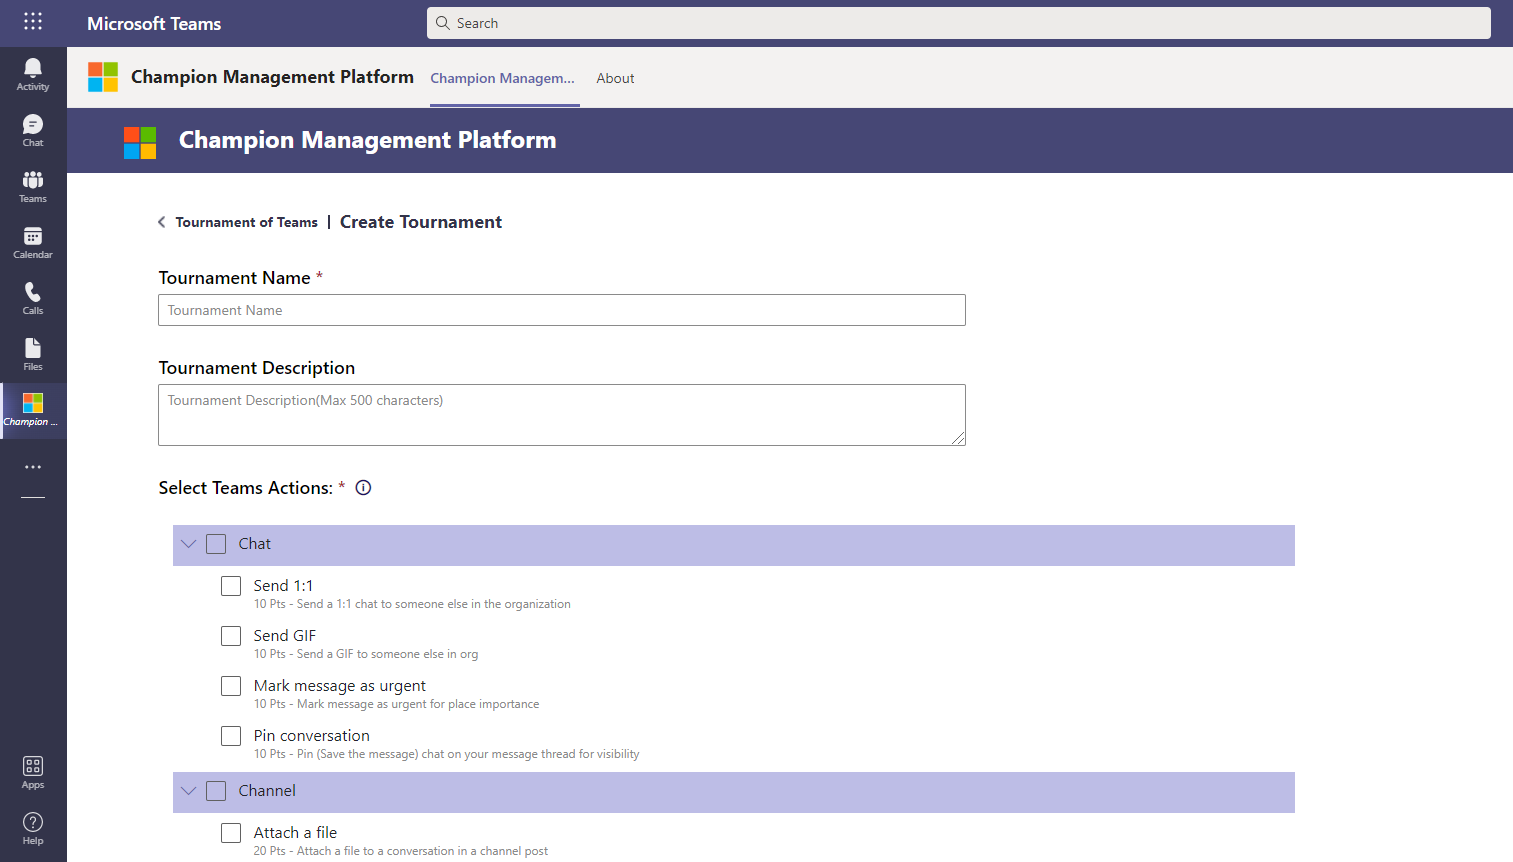 Microsoft Teams
Search
Activity
Chat
Teams
Calendar
Calls
Files
Champion ...
Apps
Help
Champion Management Platform
Champion Managem...
About
Champion Management Platform
Tournament of Teams | Create Tournament
Tournament Name *
Tournament Name
Tournament Description
Tournament Description(Max 500 characters)
Select Teams Actions: *
Chat
Send 1:1
10 Pts - Send a 1:1 chat to someone else in the organization
Send GIF
10 Pts - Send a GIF to someone else in org
Mark message as urgent
10 Pts - Mark message as urgent for place importance
Pin conversation
10 Pts - Pin (Save the message) chat on your message thread for visibility
Channel
Attach a file
20 Pts - Attach a file to a conversation in a channel post